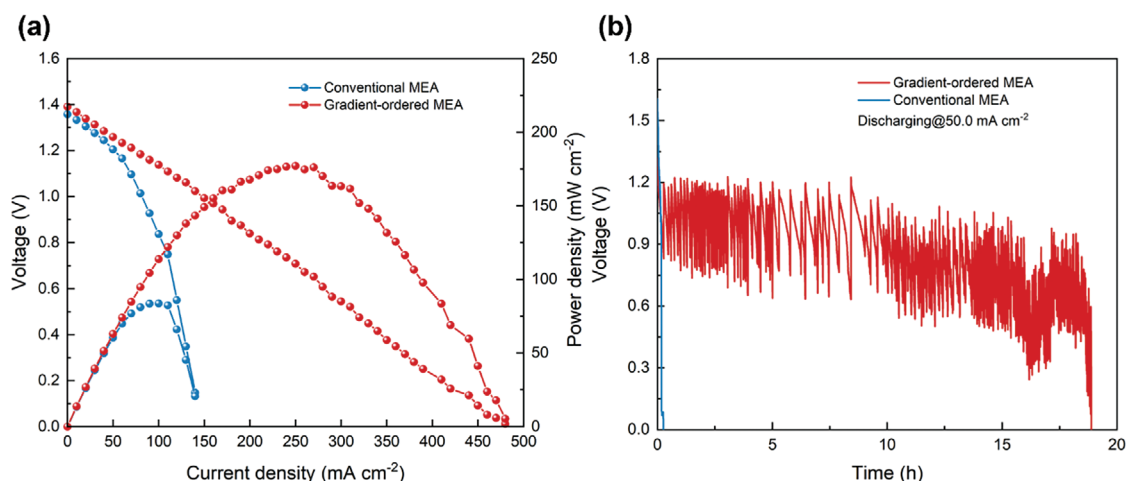 (a)
1.6
1.4
1.2
1.0
0.8
0.6
0.4
0.2
0.0
Voltage (V)
250
200
150
100
50
0
Power density (mW cm-2)
Conventional MEA
Gradient-ordered MEA
0 50 100 150 200 250 300 350 400 450 500
Current density (mA cm-2)
(b)
1.8
1.5
1.2
0.9
0.6
0.3
0.0
Voltage (V)
Gradient-ordered MEA
Conventional MEA
Discharging@50.0 mA cm-2
0 5 10 15 20
Time (h)